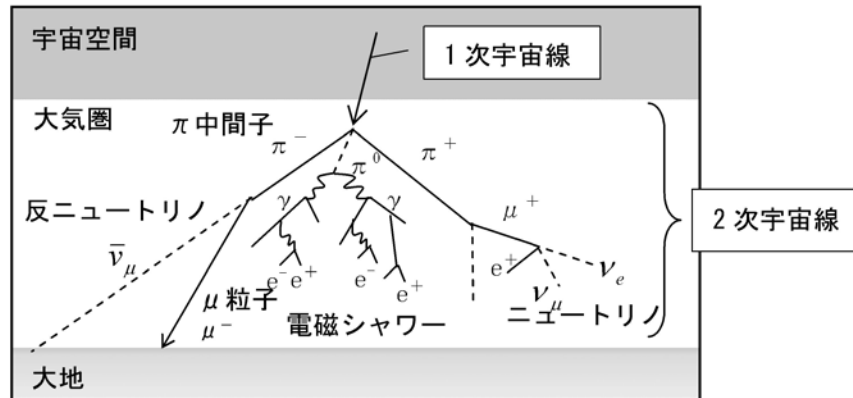 宇宙空間
1次宇宙線
大気圏
π中間子
π⁻
π⁰
π⁺
γ
γ
μ⁺
反ニュートリノ
2次宇宙線
ν̅μ
e⁺
νe
e⁻e⁺
e⁻
e⁺
νμ
μ粒子
μ⁻
電磁シャワー
ニュートリノ
大地